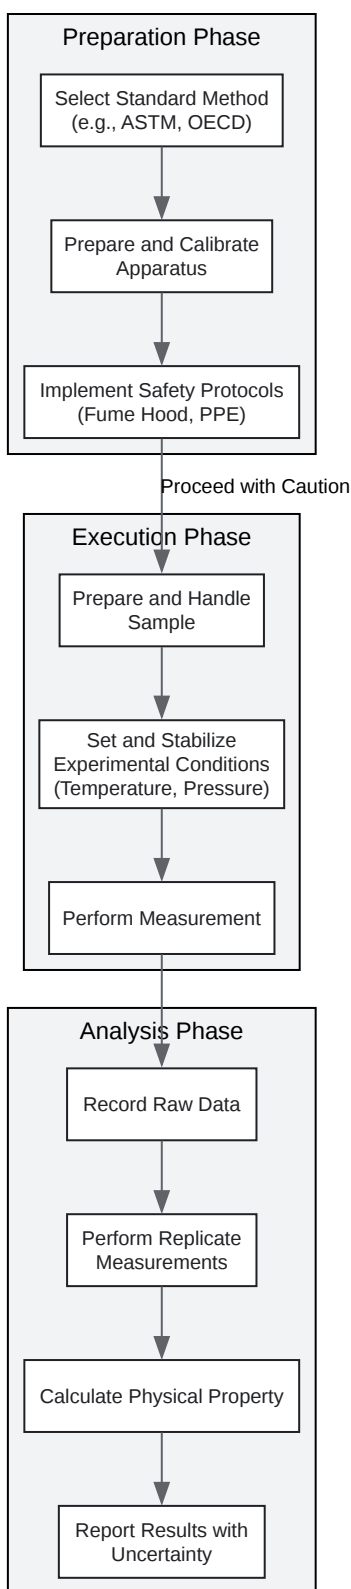 Preparation Phase
Select Standard Method
(e.g., ASTM, OECD)
Prepare and Calibrate
Apparatus
Implement Safety Protocols
(Fume Hood, PPE)
Proceed with Caution
Execution Phase
Prepare and Handle
Sample
Set and Stabilize
Experimental Conditions
(Temperature, Pressure)
Perform Measurement
Analysis Phase
Record Raw Data
Perform Replicate
Measurements
Calculate Physical Property
Report Results with
Uncertainty